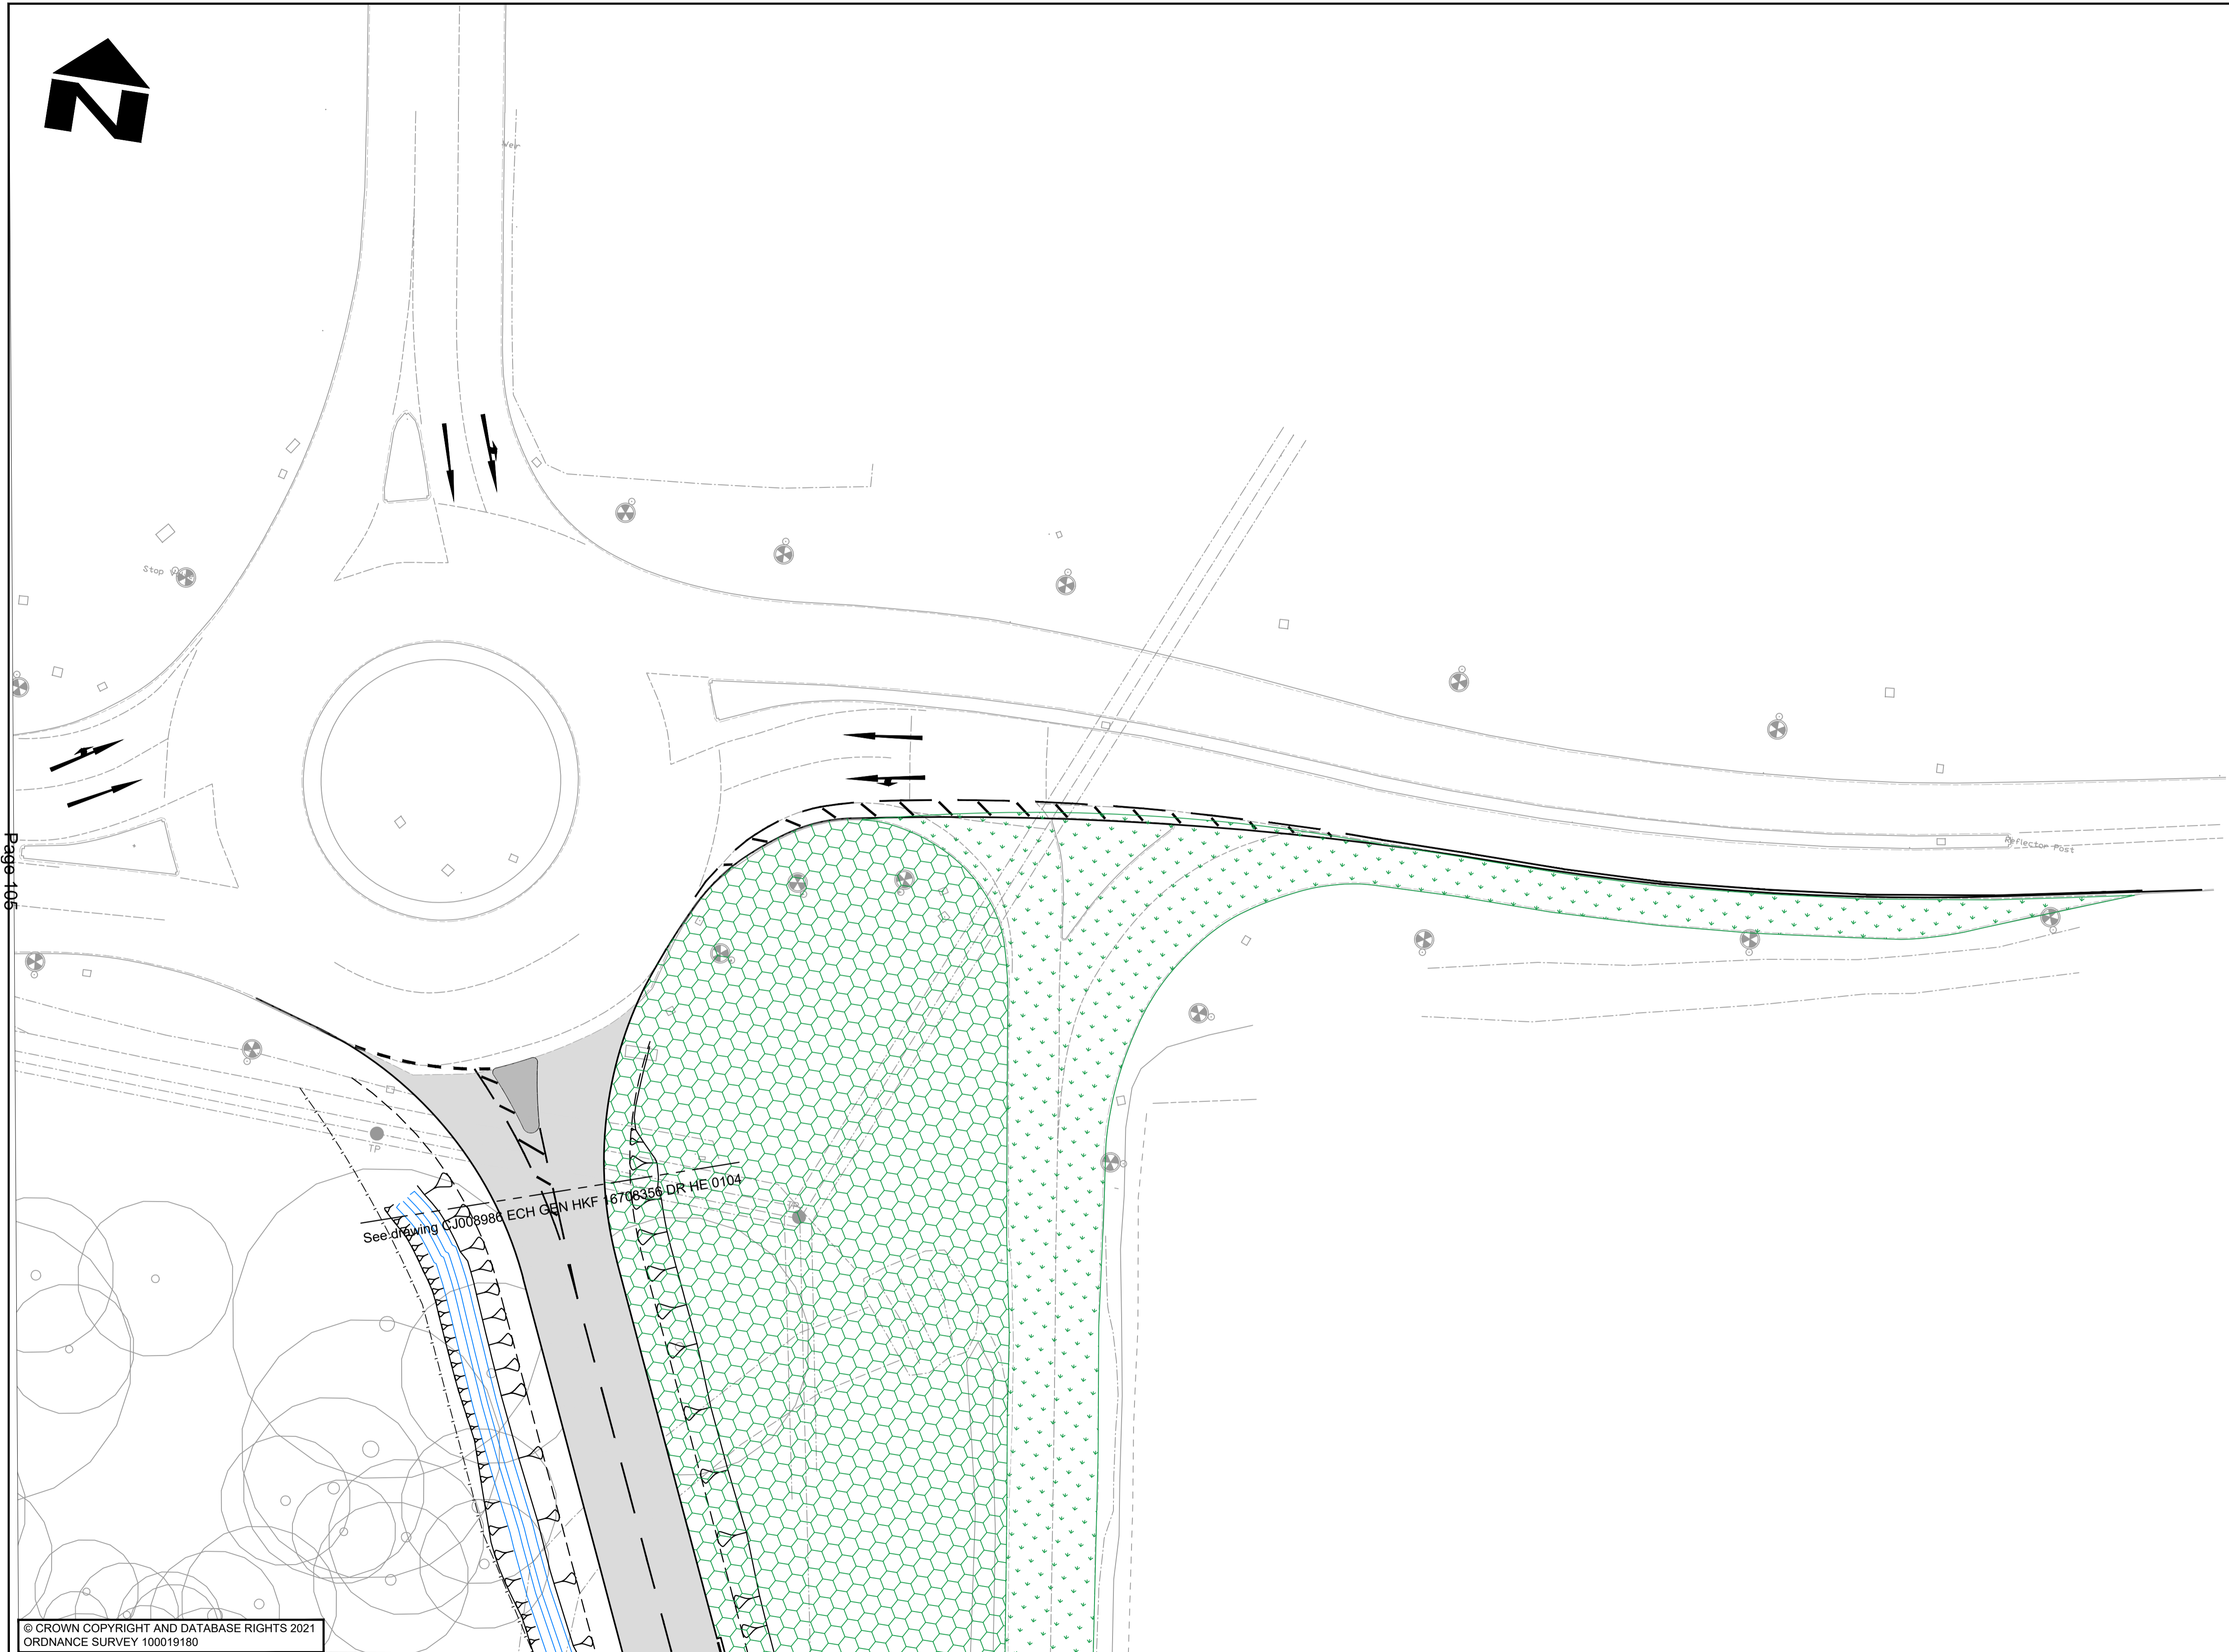 N
Wer
Stop
Page 105
Reflector Post
TP
See drawing CJ008986 ECH GEN HKF 16708356 DR HE 0104
TP
© CROWN COPYRIGHT AND DATABASE RIGHTS 2021
ORDNANCE SURVEY 100019180